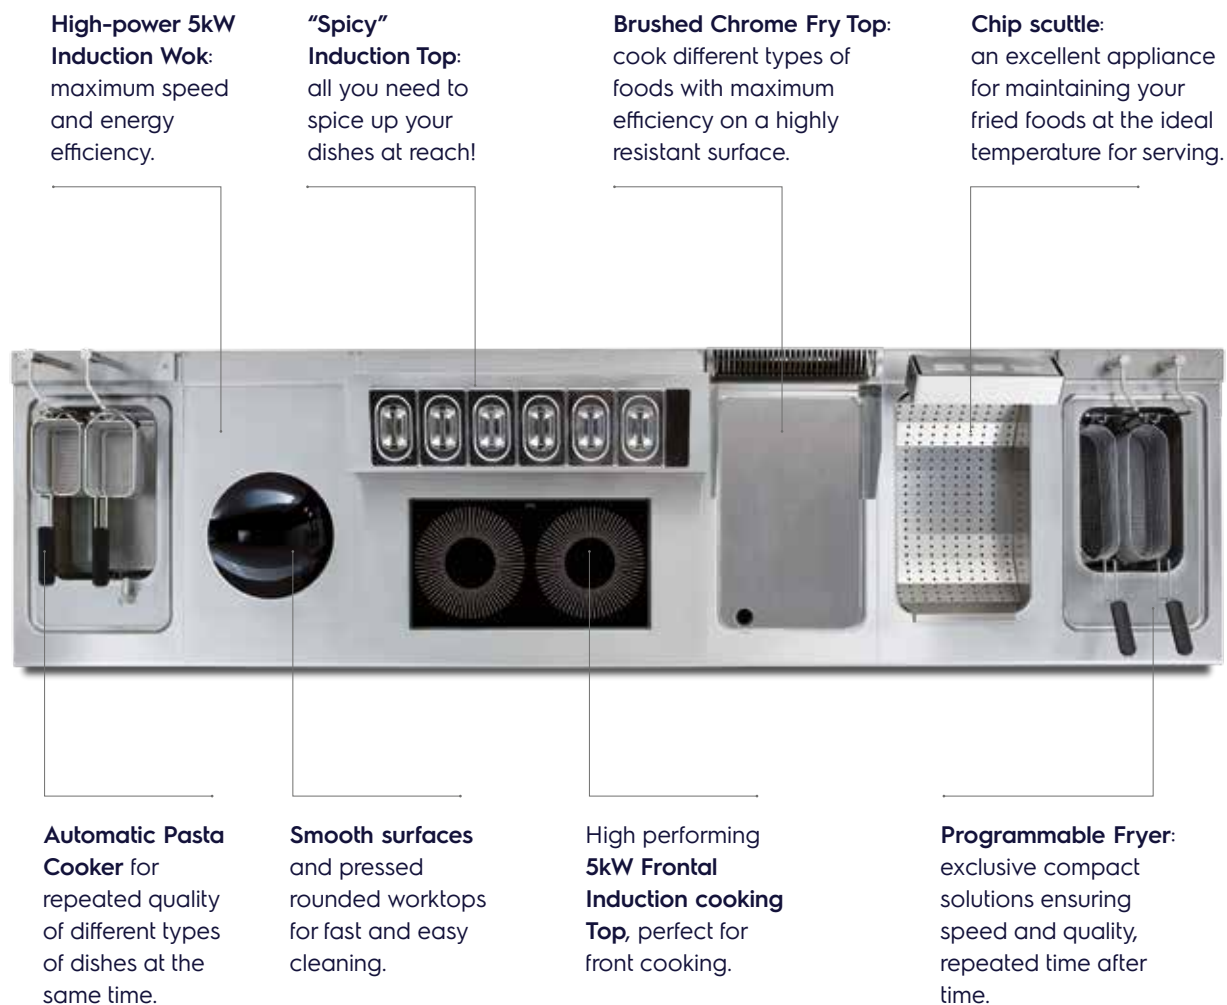 High-power 5kW
Induction Wok:
maximum speed
and energy
efficiency.
“Spicy”
Induction Top:
all you need to
spice up your
dishes at reach!
Brushed Chrome Fry Top:
cook different types of
foods with maximum
efficiency on a highly
resistant surface.
Chip scuttle:
an excellent appliance
for maintaining your
fried foods at the ideal
temperature for serving.
Automatic Pasta
Cooker for
repeated quality
of different types
of dishes at the
same time.
Smooth surfaces
and pressed
rounded worktops
for fast and easy
cleaning.
High performing
5kW Frontal
Induction cooking
Top, perfect for
front cooking.
Programmable Fryer:
exclusive compact
solutions ensuring
speed and quality,
repeated time after
time.